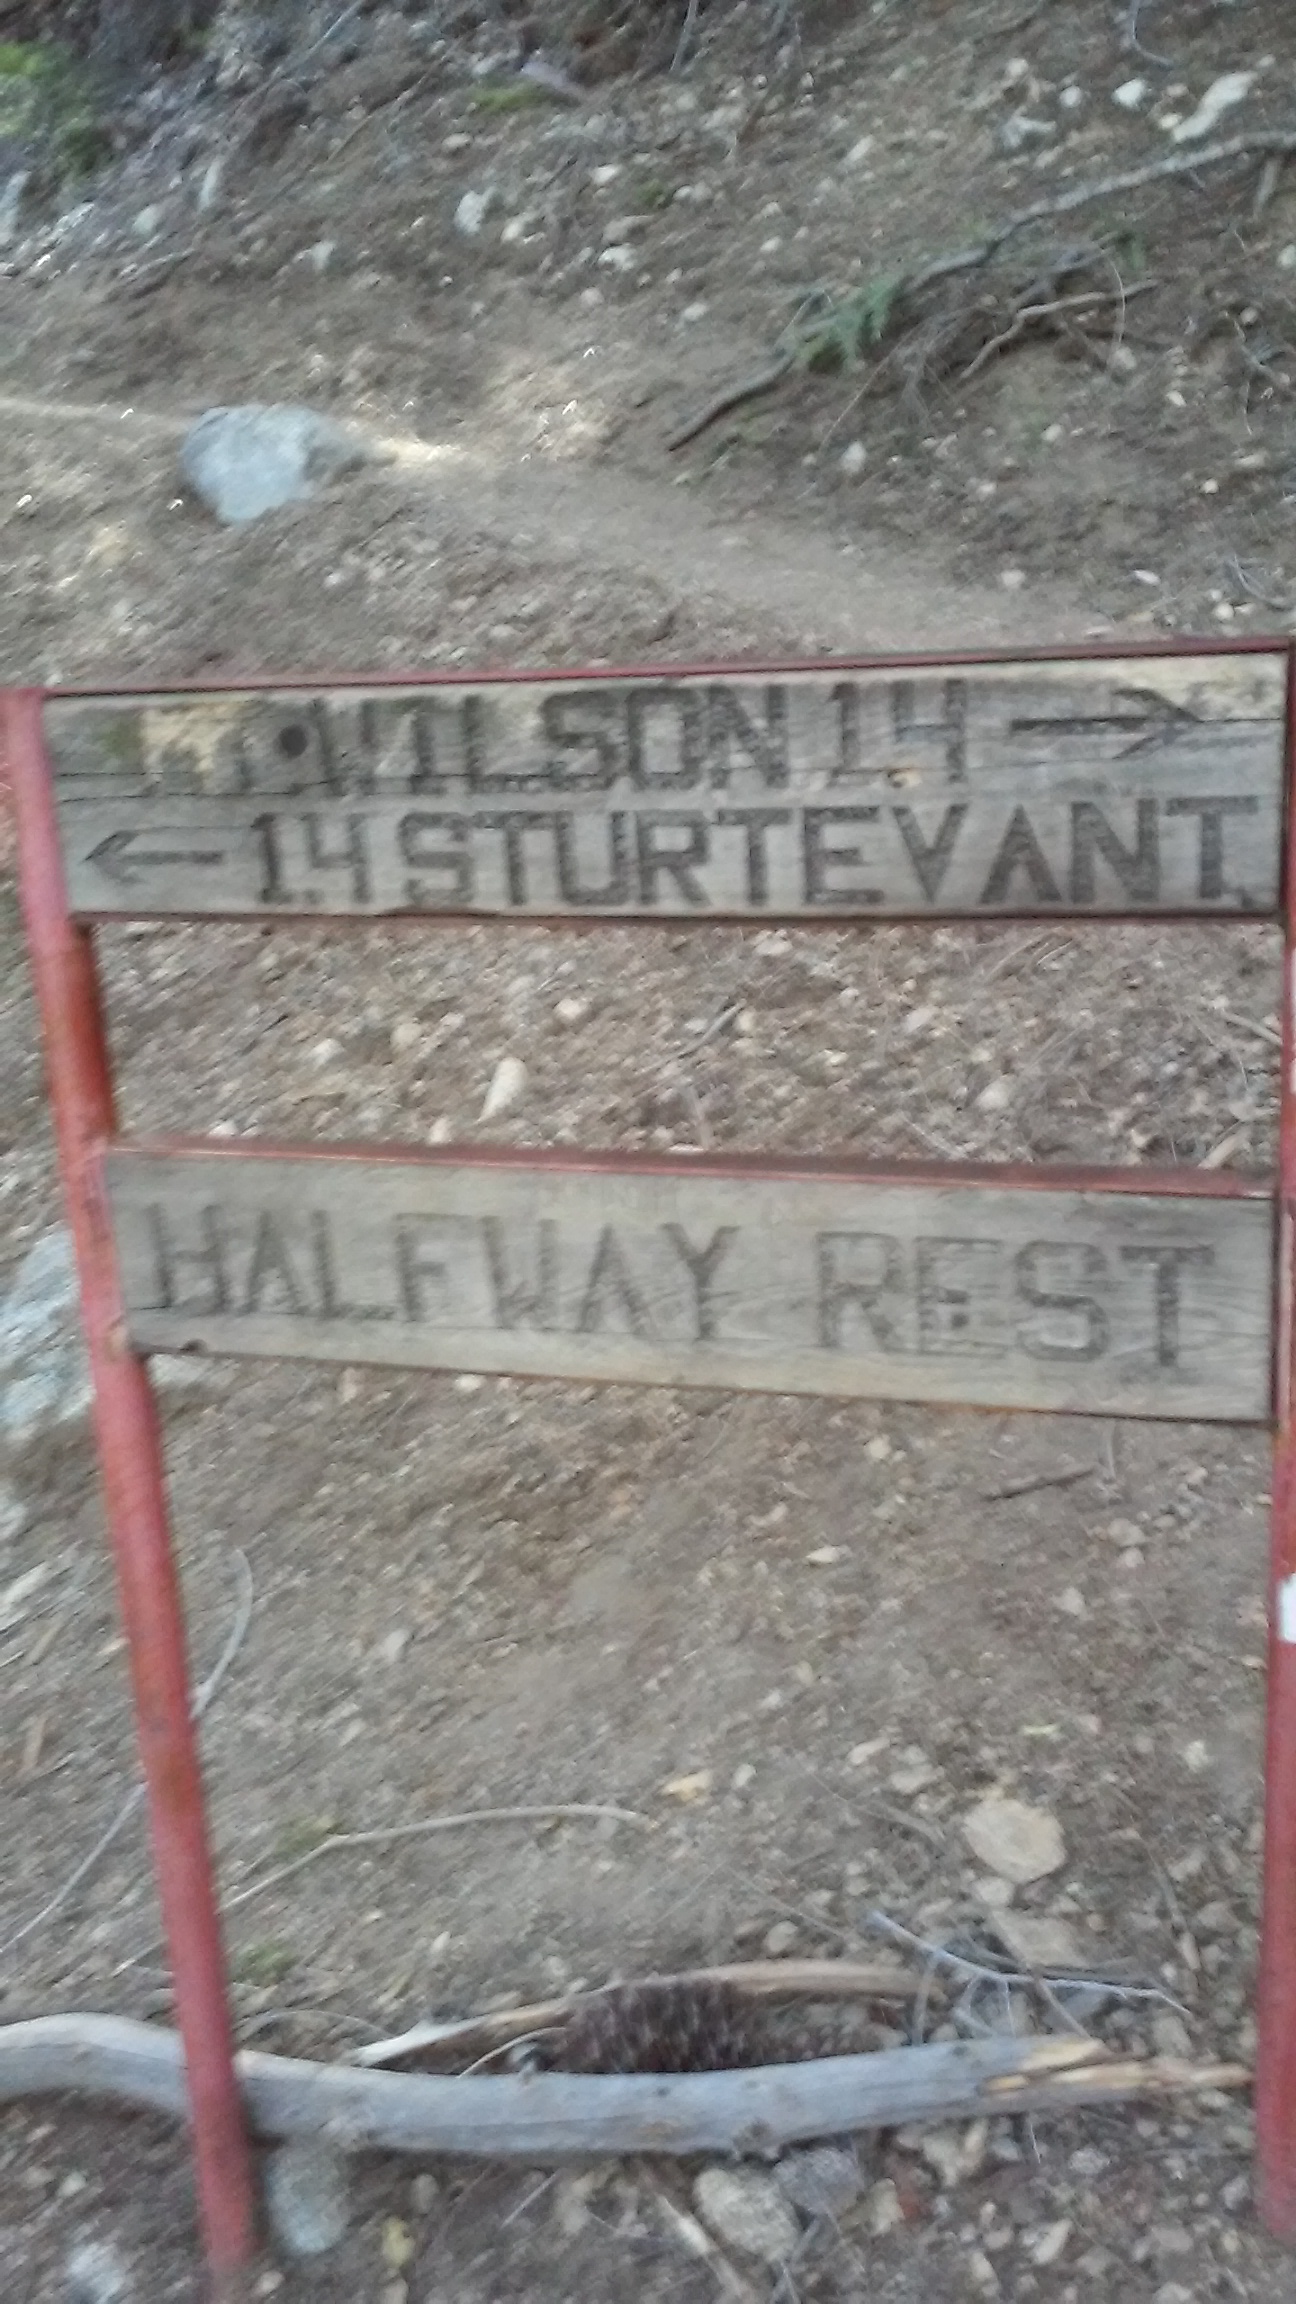 WILSON 1.4 →
← 1.4 STURTEVANT
HALFWAY REST